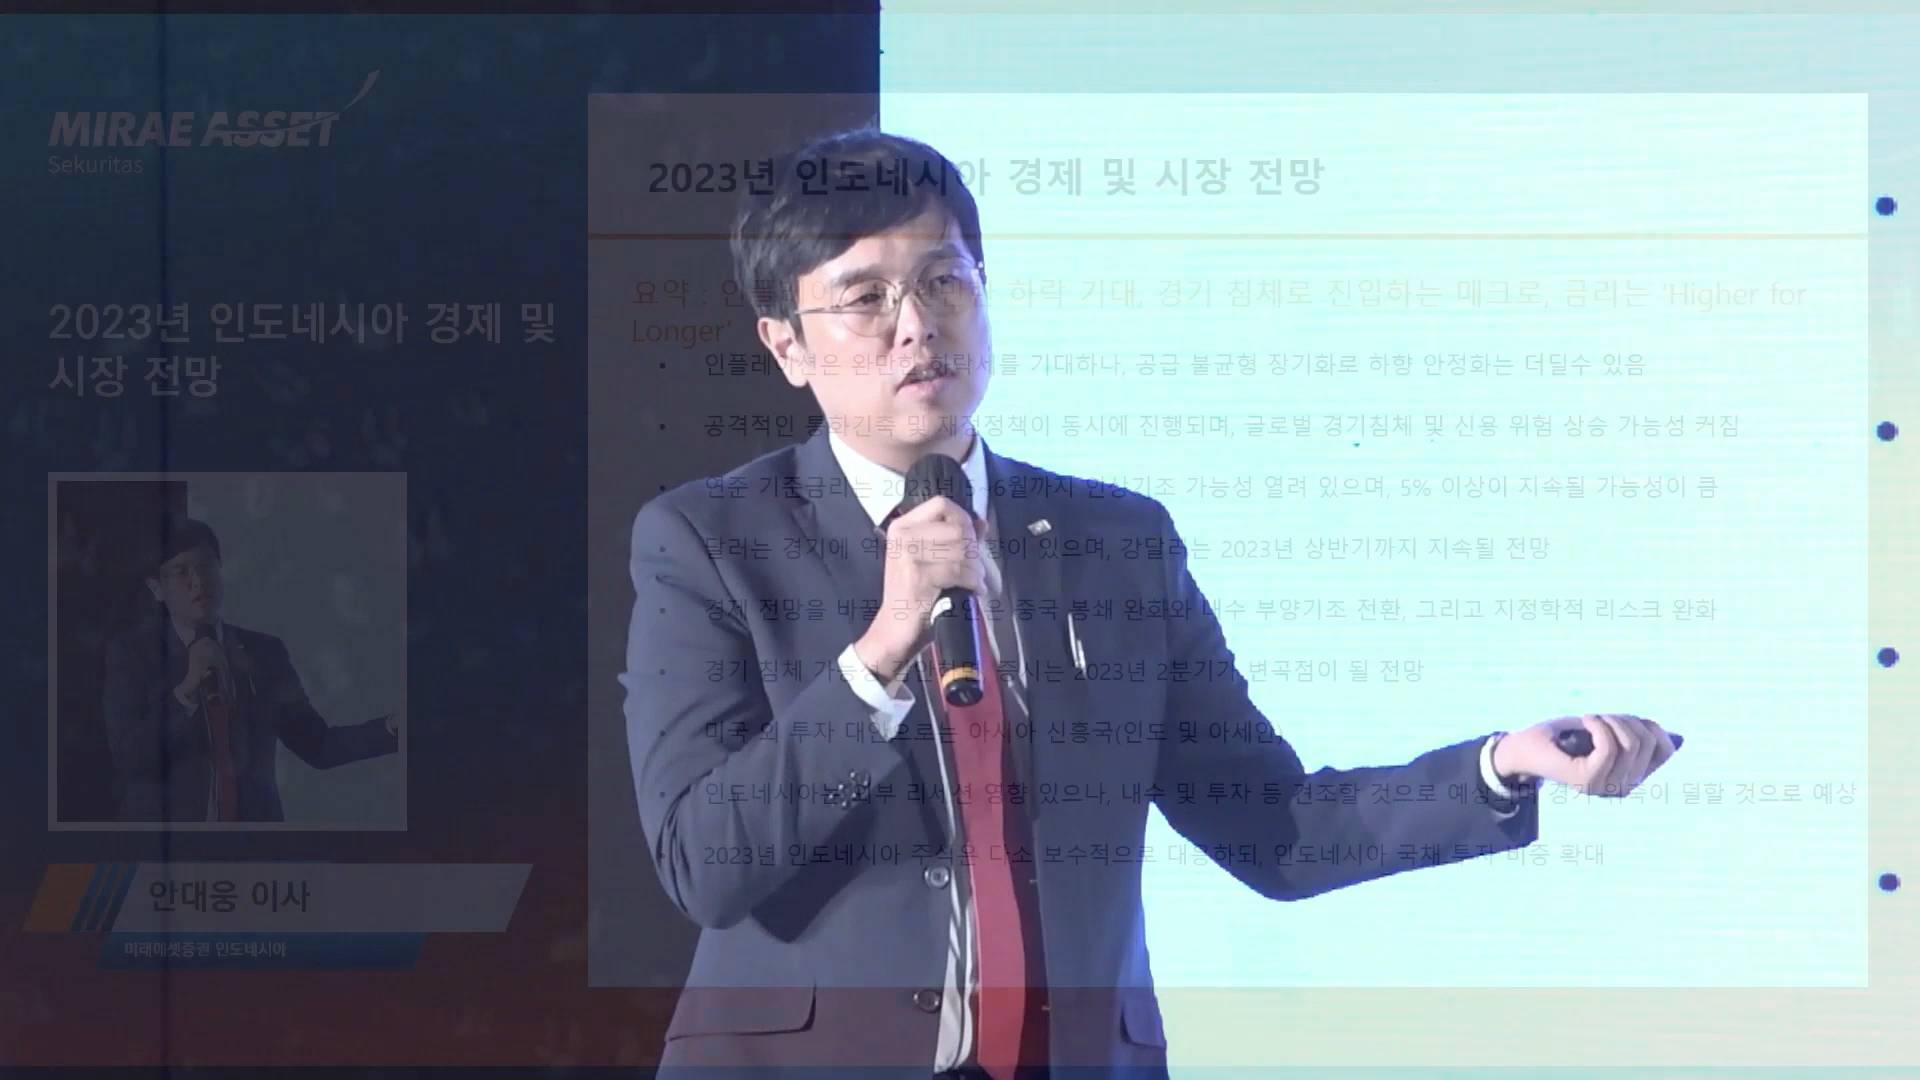 MIRAE ASSET
Sekuritas
2023년 인도네시아 경제 및
시장 전망
안대웅 이사
미래에셋증권 인도네시아
2023년 인도네시아 경제 및 시장 전망
요약 : 하락 기대, 경기 침체로 진입하는 매크로, 금리는 'Higher for
Longer'
• 인플레이션은 완만한 하락세를 기대하나, 공급 불균형 장기화로 하향 안정화는 더딜수 있음
• 공격적인 통화긴축 및 재정정책이 동시에 진행되며, 글로벌 경기침체 및 신용 위험 상승 가능성 커짐
• 연준 기준금리는 2023년 5~6월까지 인상기조 가능성 열려 있으며, 5% 이상이 지속될 가능성이 큼
• 달러는 경기에 역행하는 경향이 있으며, 강달러는 2023년 상반기까지 지속될 전망
• 경제 전망을 바꿀 긍정요인은 중국 봉쇄 완화와 내수 부양기조 전환, 그리고 지정학적 리스크 완화
• 경기 침체 가능성 감안하면, 증시는 2023년 2분기가 변곡점이 될 전망
• 미국 외 투자 대안으로는 아시아 신흥국(인도 및 아세안)
• 인도네시아는 외부 리세션 영향 있으나, 내수 및 투자 등 견조할 것으로 예상되며 경기 위축이 덜할 것으로 예상
• 2023년 인도네시아 주식은 다소 보수적으로 대응하되, 인도네시아 국채 투자 비중 확대